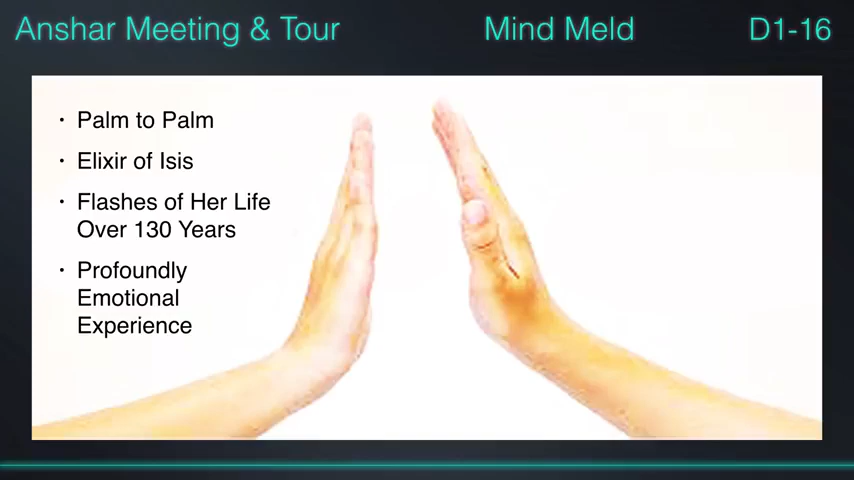 Anshar Meeting & Tour Mind Meld D1-16
• Palm to Palm
• Elixir of Isis
• Flashes of Her Life
Over 130 Years
• Profoundly
Emotional
Experience